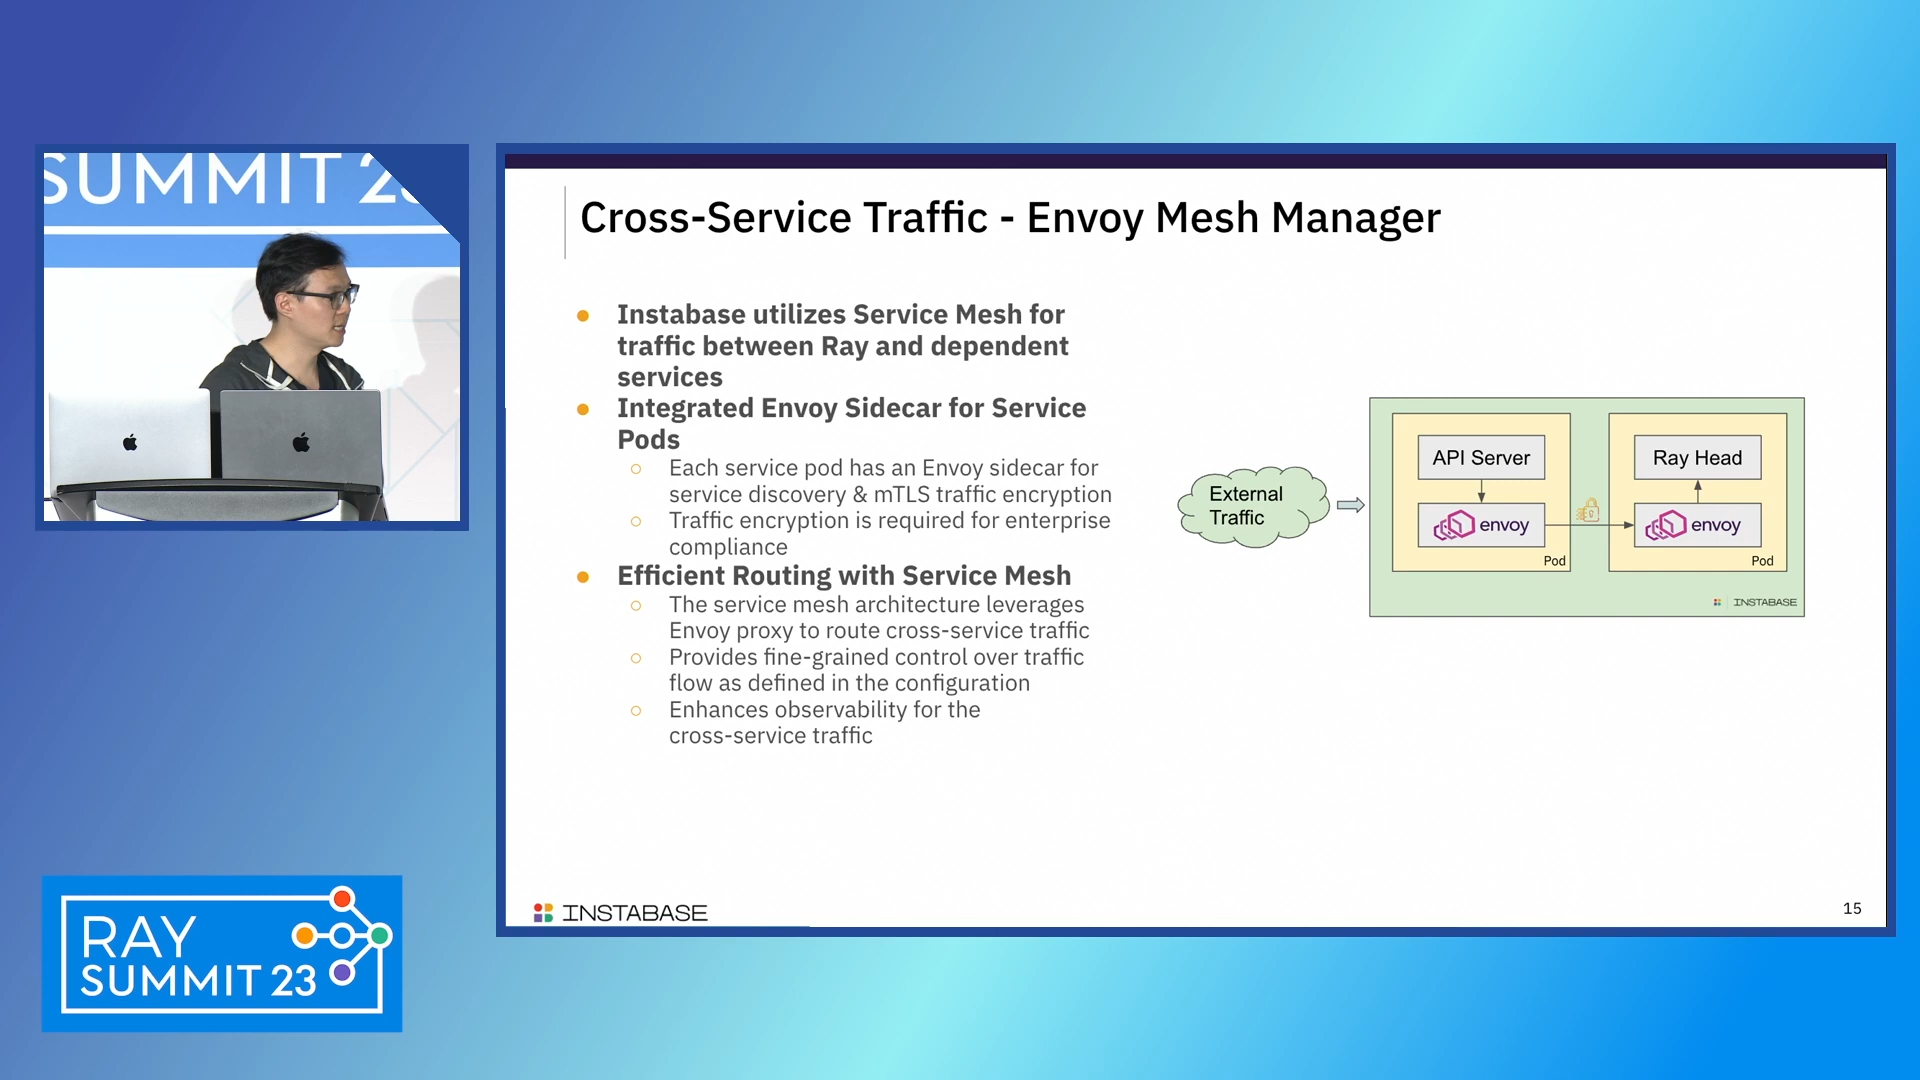 SUMMIT 23
Cross-Service Traffic - Envoy Mesh Manager
Instabase utilizes Service Mesh for
traffic between Ray and dependent
services
Integrated Envoy Sidecar for Service
Pods
Each service pod has an Envoy sidecar for
service discovery & mTLS traffic encryption
Traffic encryption is required for enterprise
compliance
Efficient Routing with Service Mesh
The service mesh architecture leverages
Envoy proxy to route cross-service traffic
Provides fine-grained control over traffic
flow as defined in the configuration
Enhances observability for the
cross-service traffic
External
Traffic
API Server
envoy
Pod
Ray Head
envoy
Pod
INSTABASE
INSTABASE
15
RAY
SUMMIT 23